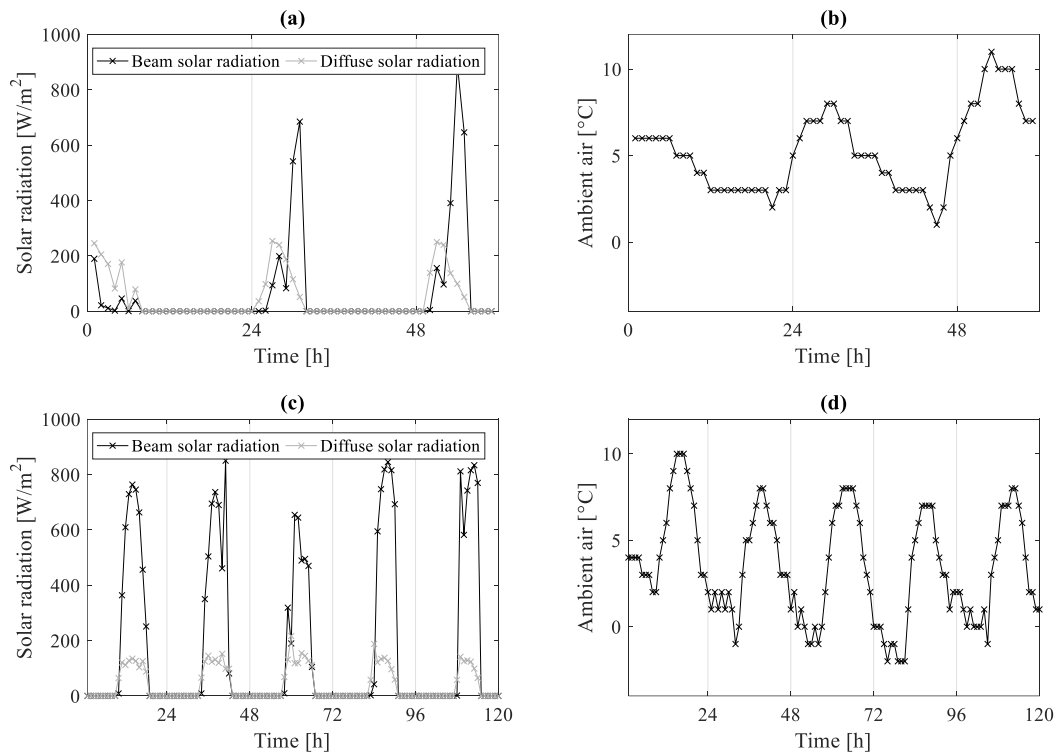 (a)
1000
800
600
400
200
0
Solar radiation [W/m²]
Beam solar radiation Diffuse solar radiation
0 24 48
Time [h]
(b)
10
5
0
Ambient air [°C]
0 24 48
Time [h]
(c)
1000
800
600
400
200
0
Solar radiation [W/m²]
Beam solar radiation Diffuse solar radiation
24 48 72 96 120
Time [h]
(d)
10
5
0
Ambient air [°C]
24 48 72 96 120
Time [h]